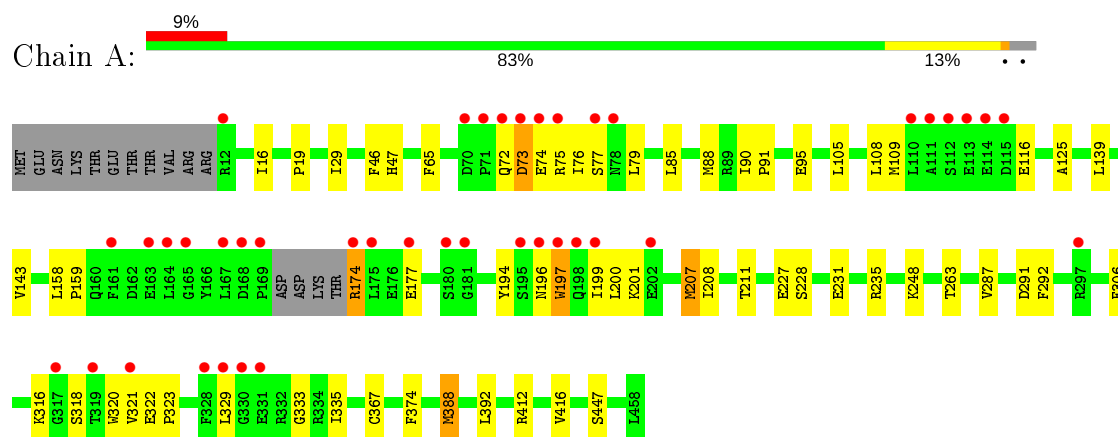 9%
Chain A:
83% 13% • •
MET GLU ASN LYS THR GLU THR THR VAL ARG ARG R12 I16 P19 I29 F46 H47 F65 D70 P71 Q72 D73 E74 R75 I76 S77 N78 L79 L85 M88 R89 I90 P91 E95 L105 L108 M109 L110 A111 S112 E113 E114 D115 E116 A125 L139
V143 L158 P159 Q160 F161 D162 E163 L164 G165 Y166 L167 D168 P169 ASP ASP LYS THR R174 L175 E176 E177 S180 G181 Y194 S195 N196 W197 Q198 I199 L200 K201 E202 M207 I208 T211 E227 S228 E231 R235 K248 T263 V287 D291 F292 R297
K316 G317 S318 T319 W320 V321 E322 P323 F328 L329 G330 E331 R332 G333 R334 I335 C367 F374 M388 L392 R412 V416 S447 L458